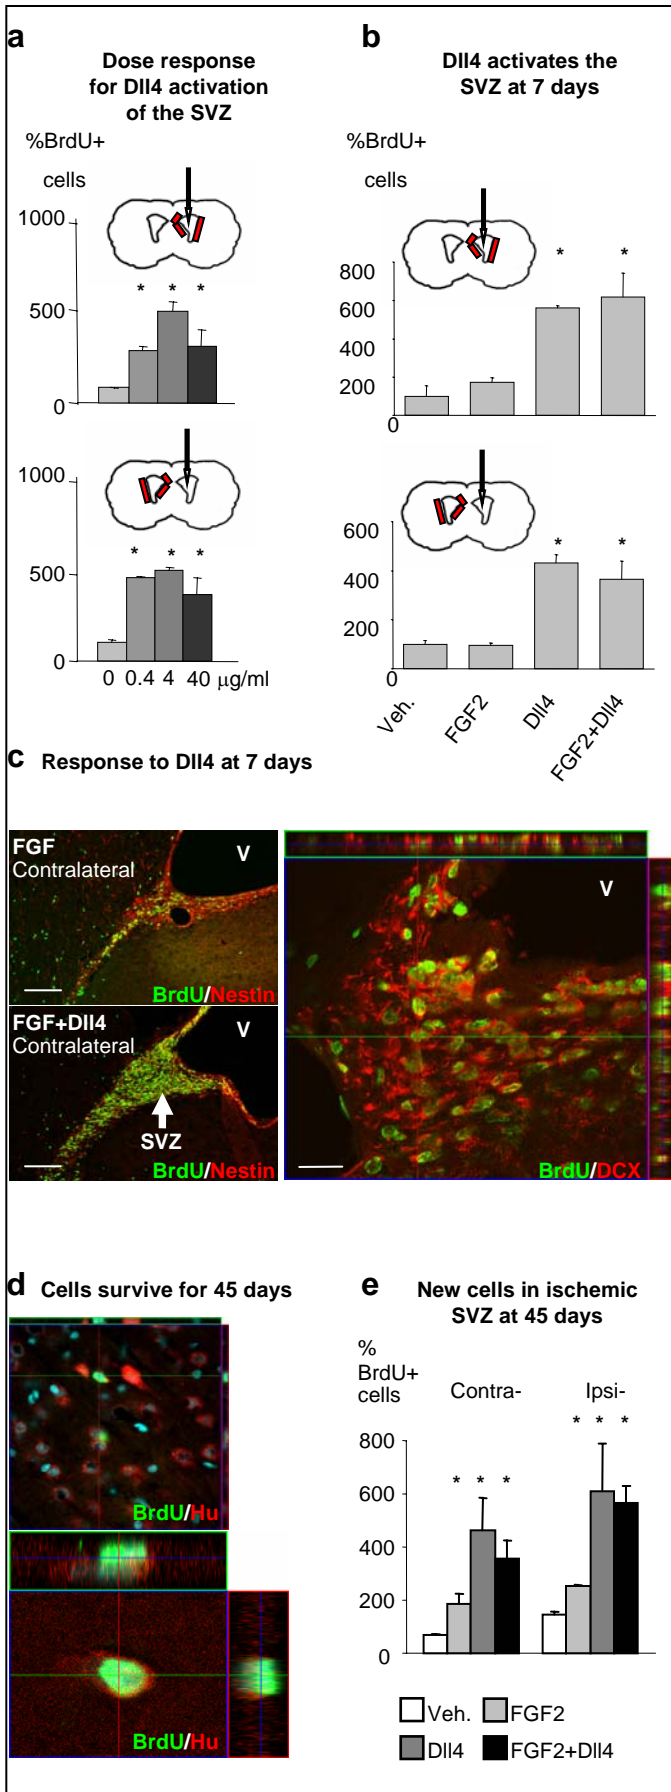 a
Dose response
for Dll4 activation
of the SVZ
%BrdU+
cells
1000
*
*
*
500
0
1000
*
*
*
500
0
0 0.4 4 40 µg/ml
b
Dll4 activates the
SVZ at 7 days
%BrdU+
cells
800
*
*
600
400
200
0
600
*
*
400
200
0
Veh.
FGF2
Dll4
FGF2+Dll4
c Response to Dll4 at 7 days
FGF
Contralateral
V
BrdU/Nestin
FGF+Dll4
Contralateral
V
SVZ
BrdU/Nestin
V
BrdU/DCX
d Cells survive for 45 days
BrdU/Hu
BrdU/Hu
e New cells in ischemic
SVZ at 45 days
%
BrdU+
cells
Contra- Ipsi-
* * *
* * *
800
600
400
200
0
Veh. FGF2
Dll4 FGF2+Dll4